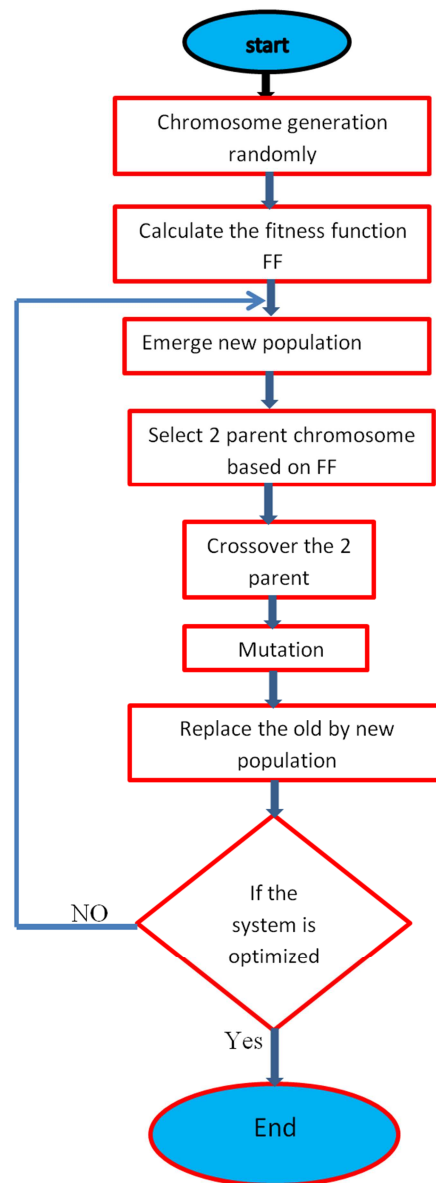 start
Chromosome generation
randomly
Calculate the fitness function
FF
Emerge new population
Select 2 parent chromosome
based on FF
Crossover the 2
parent
Mutation
Replace the old by new
population
If the
system is
optimized
NO
Yes
End